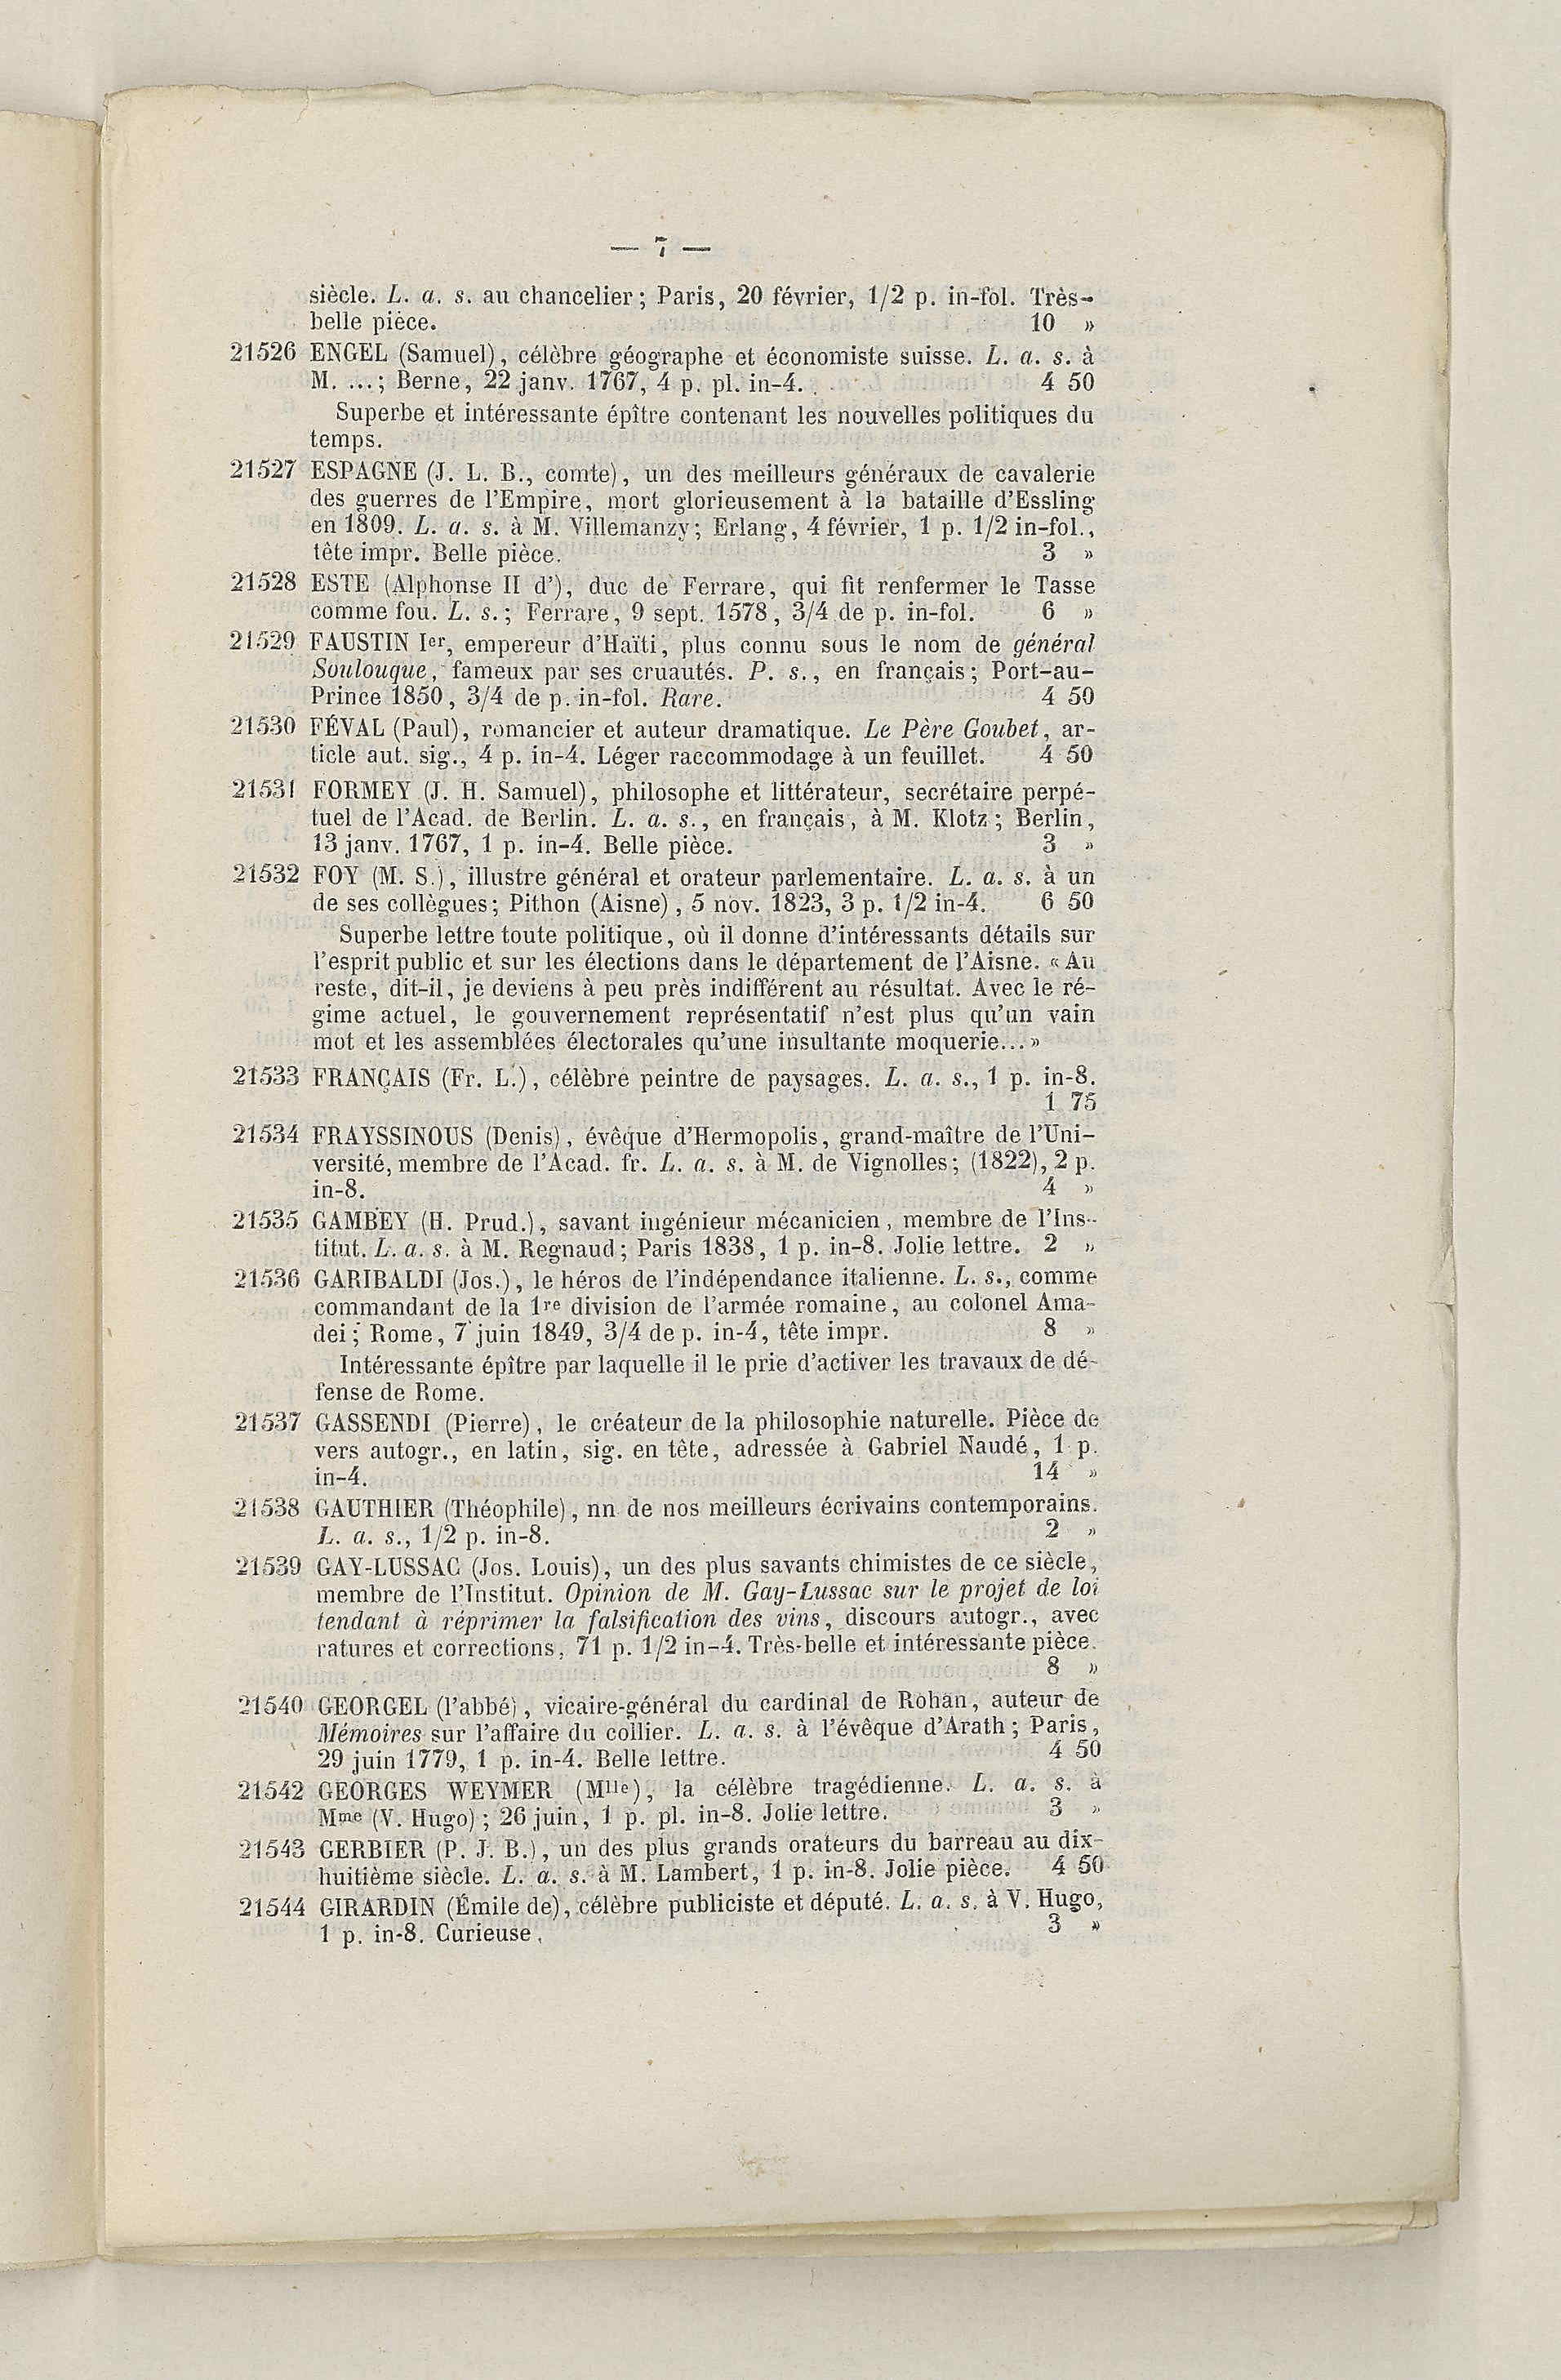 — 7 —
siècle. L. a. s. au chancelier; Paris, 20 février, 1/2 p. in-fol. Très-
belle pièce. 10 »
21526 ENGEL (Samuel), célèbre géographe et économiste suisse. L. a. s. à
M. ...; Berne, 22 janv. 1767, 4 p. pl. in-4. 4 50
Superbe et intéressante épître contenant les nouvelles politiques du
temps.
21527 ESPAGNE (J. L. B., comte), un des meilleurs généraux de cavalerie
des guerres de l'Empire, mort glorieusement à la bataille d'Essling
en 1809. L. a. s. à M. Villemanzy; Erlang, 4 février, 1 p. 1/2 in-fol.,
tête impr. Belle pièce. 3 »
21528 ESTE (Alphonse II d'), duc de Ferrare, qui fit renfermer le Tasse
comme fou. L. s.; Ferrare, 9 sept. 1578, 3/4 de p. in-fol. 6 »
21529 FAUSTIN Ier, empereur d'Haïti, plus connu sous le nom de général
Soulouque, fameux par ses cruautés. P. s., en français; Port-au-
Prince 1850, 3/4 de p. in-fol. Rare. 4 50
21530 FÉVAL (Paul), romancier et auteur dramatique. Le Père Goubet, ar-
ticle aut. sig., 4 p. in-4. Léger raccommodage à un feuillet. 4 50
21531 FORMEY (J. H. Samuel), philosophe et littérateur, secrétaire perpé-
tuel de l'Acad. de Berlin. L. a. s., en français, à M. Klotz; Berlin,
13 janv. 1767, 1 p. in-4. Belle pièce. 3 »
21532 FOY (M. S.), illustre général et orateur parlementaire. L. a. s. à un
de ses collègues; Pithon (Aisne), 5 nov. 1823, 3 p. 1/2 in-4. 6 50
Superbe lettre toute politique, où il donne d'intéressants détails sur
l'esprit public et sur les élections dans le département de l'Aisne. « Au
reste, dit-il, je deviens à peu près indifférent au résultat. Avec le ré-
gime actuel, le gouvernement représentatif n'est plus qu'un vain
mot et les assemblées électorales qu'une insultante moquerie... »
21533 FRANÇAIS (Fr. L.), célèbre peintre de paysages. L. a. s., 1 p. in-8.
1 75
21534 FRAYSSINOUS (Denis), évêque d'Hermopolis, grand-maître de l'Uni-
versité, membre de l'Acad. fr. L. a. s. à M. de Vignolles; (1822), 2 p.
in-8. 4 »
21535 GAMBEY (H. Prud.), savant ingénieur mécanicien, membre de l'Ins-
titut. L. a. s. à M. Regnaud; Paris 1838, 1 p. in-8. Jolie lettre. 2 »
21536 GARIBALDI (Jos.), le héros de l'indépendance italienne. L. s., comme
commandant de la 1re division de l'armée romaine, au colonel Ama-
dei; Rome, 7 juin 1849, 3/4 de p. in-4, tête impr. 8 »
Intéressante épître par laquelle il le prie d'activer les travaux de dé-
fense de Rome.
21537 GASSENDI (Pierre), le créateur de la philosophie naturelle. Pièce de
vers autogr., en latin, sig. en tête, adressée à Gabriel Naudé, 1 p.
in-4. 14 »
21538 GAUTHIER (Théophile), nn de nos meilleurs écrivains contemporains.
L. a. s., 1/2 p. in-8. 2 »
21539 GAY-LUSSAC (Jos. Louis), un des plus savants chimistes de ce siècle,
membre de l'Institut. Opinion de M. Gay-Lussac sur le projet de loi
tendant à réprimer la falsification des vins, discours autogr., avec
ratures et corrections, 71 p. 1/2 in-4. Très-belle et intéressante pièce.
8 »
21540 GEORGEL (l'abbé), vicaire-général du cardinal de Rohan, auteur de
Mémoires sur l'affaire du collier. L. a. s. à l'évêque d'Arath; Paris,
29 juin 1779, 1 p. in-4. Belle lettre. 4 50
21542 GEORGES WEYMER (Mlle), la célèbre tragédienne. L. a. s. à
Mme (V. Hugo); 26 juin, 1 p. pl. in-8. Jolie lettre. 3 »
21543 GERBIER (P. J. B.), un des plus grands orateurs du barreau au dix-
huitième siècle. L. a. s. à M. Lambert, 1 p. in-8. Jolie pièce. 4 50
21544 GIRARDIN (Émile de), célèbre publiciste et député. L. a. s. à V. Hugo,
1 p. in-8. Curieuse. 3 »